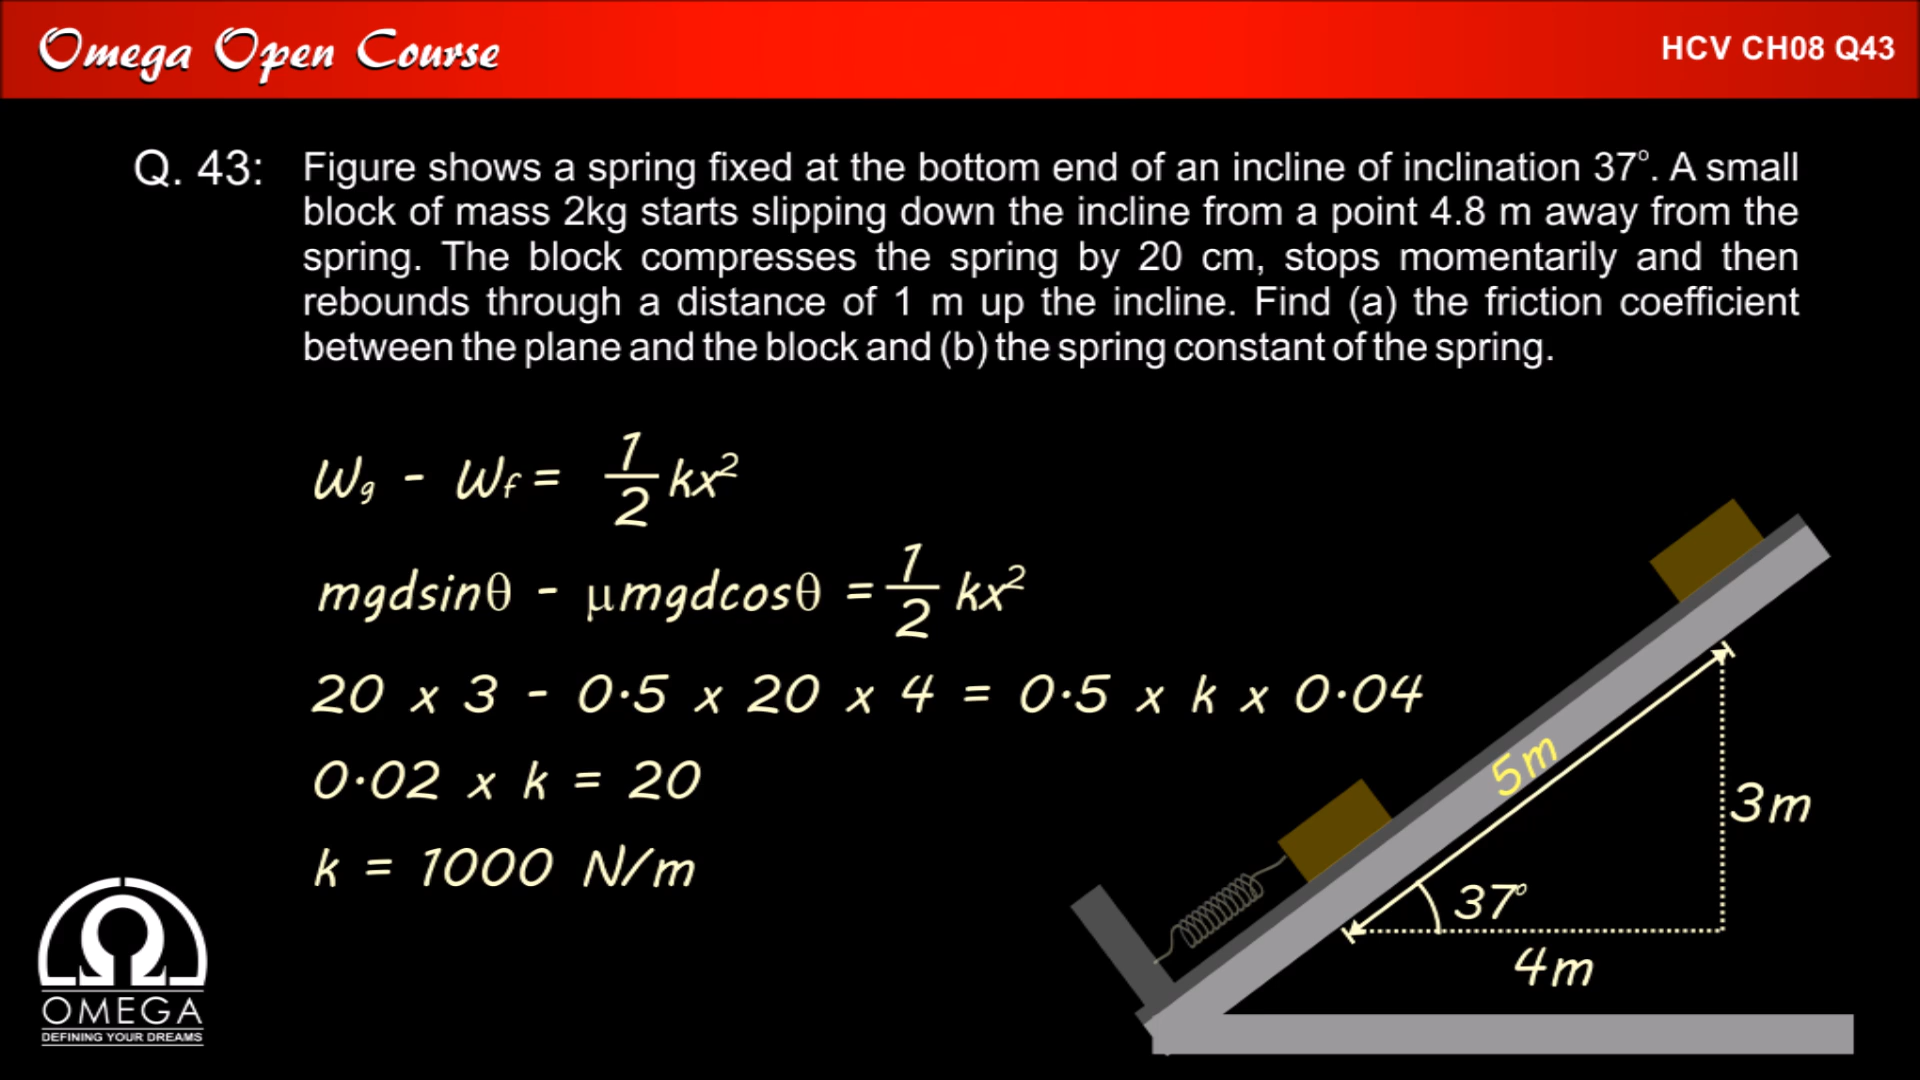 Omega Open Course
HCV CH08 Q43
Q. 43: Figure shows a spring fixed at the bottom end of an incline of inclination 37°. A small
block of mass 2kg starts slipping down the incline from a point 4.8 m away from the
spring. The block compresses the spring by 20 cm, stops momentarily and then
rebounds through a distance of 1 m up the incline. Find (a) the friction coefficient
between the plane and the block and (b) the spring constant of the spring.
W_g - W_f = 1/2 kx²
mgdsinθ - μmgdcosθ = 1/2 kx²
20 x 3 - 0·5 x 20 x 4 = 0·5 x k x 0·04
0·02 x k = 20
k = 1000 N/m
5m
3m
37°
4m
OMEGA
DEFINING YOUR DREAMS